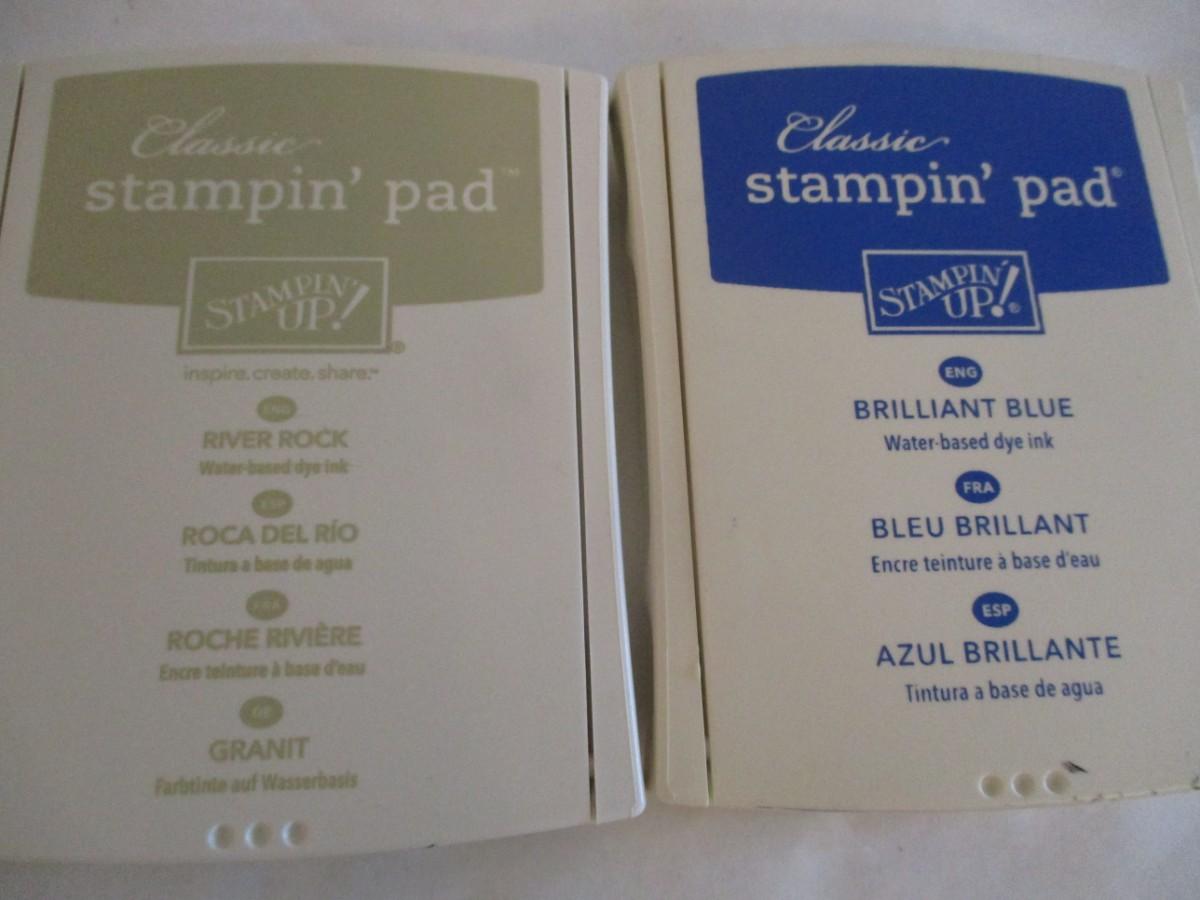 Classic
stampin' pad™
STAMPIN'
UP!®
inspire. create. share.™
ENG
RIVER ROCK
Water-based dye ink
ESP
ROCA DEL RÍO
Tintura a base de agua
FRA
ROCHE RIVIÈRE
Encre teinture à base d'eau
GRANIT
Farbtinte auf Wasserbasis
Classic
stampin' pad®
STAMPIN'
UP!®
ENG
BRILLIANT BLUE
Water-based dye ink
FRA
BLEU BRILLANT
Encre teinture à base d'eau
ESP
AZUL BRILLANTE
Tintura a base de agua